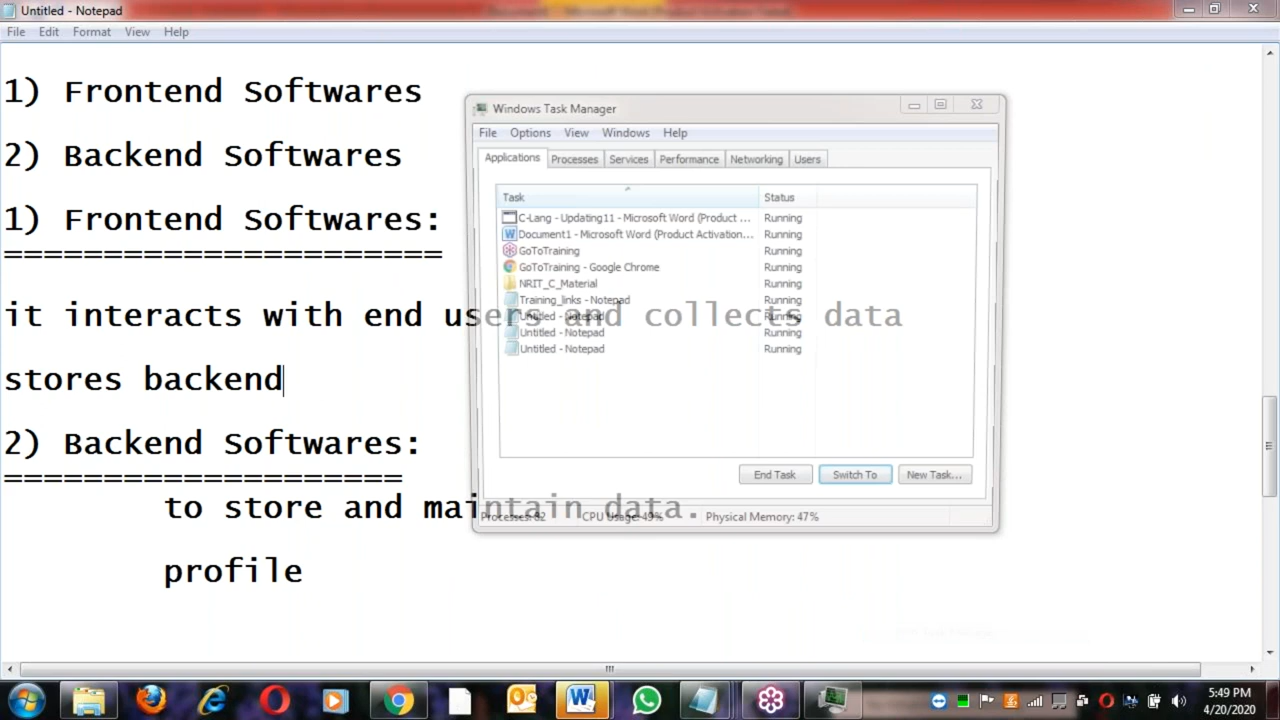 Untitled - Notepad
File Edit Format View Help
1) Frontend Softwares
2) Backend Softwares
1) Frontend Softwares:
======================
it interacts with end users and collects data
stores backend
2) Backend Softwares:
====================
to store and maintain data.
profile
Windows Task Manager
File Options View Windows Help
Applications Processes Services Performance Networking Users
Task Status
C-Lang - Updating11 - Microsoft Word (Product ... Running
Document1 - Microsoft Word (Product Activation... Running
GoToTraining Running
GoToTraining - Google Chrome Running
NRIT_C_Material Running
Training_links - Notepad Running
Untitled - Notepad Running
Untitled - Notepad Running
Untitled - Notepad Running
End Task Switch To New Task...
Processes: 82 CPU Usage: 49% Physical Memory: 47%
5:49 PM
4/20/2020